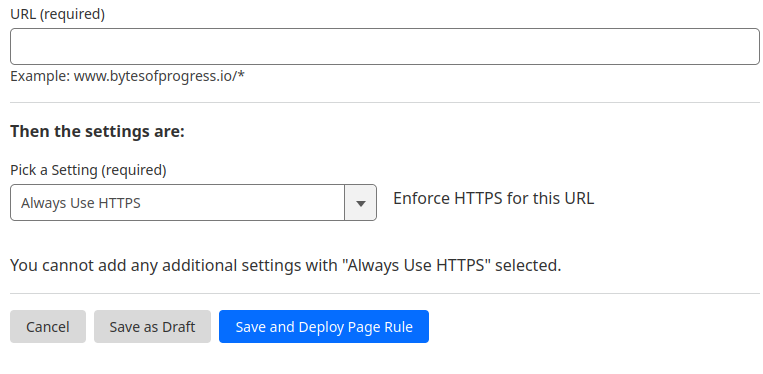 URL (required)
Example: www.bytesofprogress.io/*
Then the settings are:
Pick a Setting (required)
Always Use HTTPS
Enforce HTTPS for this URL
You cannot add any additional settings with "Always Use HTTPS" selected.
Cancel
Save as Draft
Save and Deploy Page Rule